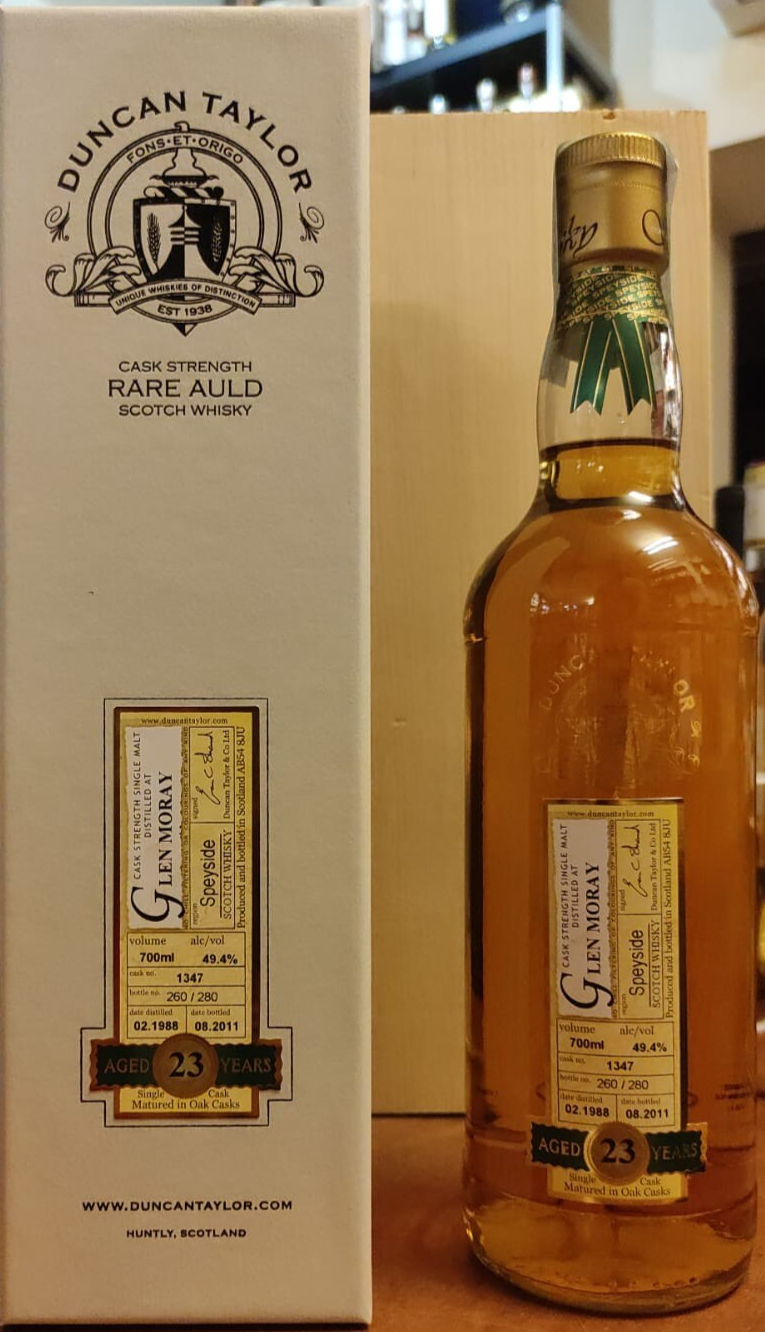 DUNCAN TAYLOR
FONS·ET·ORIGO
UNIQUE WHISKIES OF DISTINCTION
EST 1938
CASK STRENGTH
RARE AULD
SCOTCH WHISKY
www.duncantaylor.com
CASK STRENGTH SINGLE MALT
DISTILLED AT
GLEN MORAY
region
Speyside
SCOTCH WHISKY
signed
Duncan Taylor & Co Ltd
Produced and bottled in Scotland AB54 8JU
volume alc/vol
700ml 49.4%
cask no.
1347
bottle no. 260 / 280
date distilled date bottled
02.1988 08.2011
AGED 23 YEARS
Single Cask
Matured in Oak Casks
WWW.DUNCANTAYLOR.COM
HUNTLY, SCOTLAND
SPEYSIDE
DUNCAN TAYLOR
www.duncantaylor.com
CASK STRENGTH SINGLE MALT
DISTILLED AT
GLEN MORAY
region
Speyside
SCOTCH WHISKY
signed
Duncan Taylor & Co Ltd
Produced and bottled in Scotland AB54 8JU
volume alc/vol
700ml 49.4%
cask no.
1347
bottle no. 260 / 280
date distilled date bottled
02.1988 08.2011
AGED 23 YEARS
Single Cask
Matured in Oak Casks